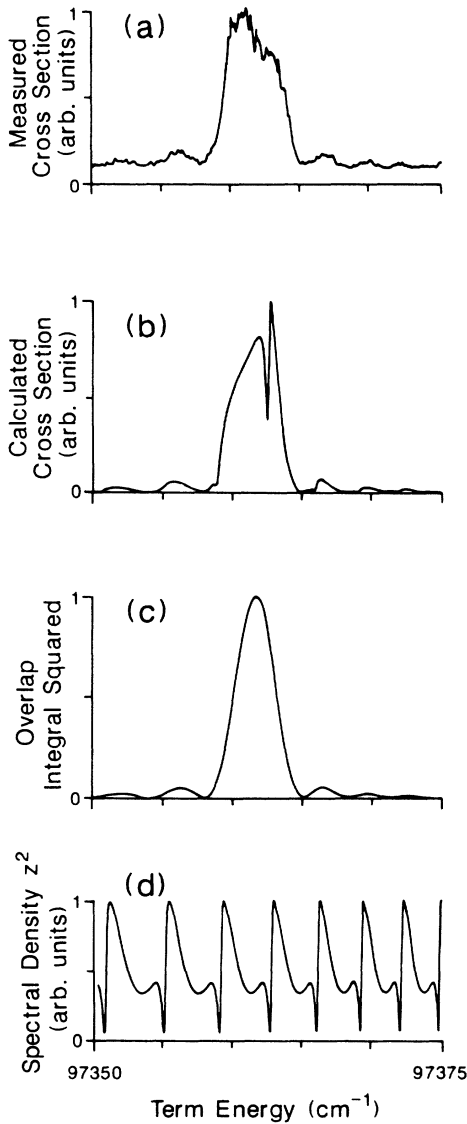 (a)
Measured
Cross Section
(arb. units)
1
0
(b)
Calculated
Cross Section
(arb. units)
1
0
(c)
Overlap
Integral Squared
1
0
(d)
Spectral Density z²
(arb. units)
1
0
97350
97375
Term Energy (cm⁻¹)